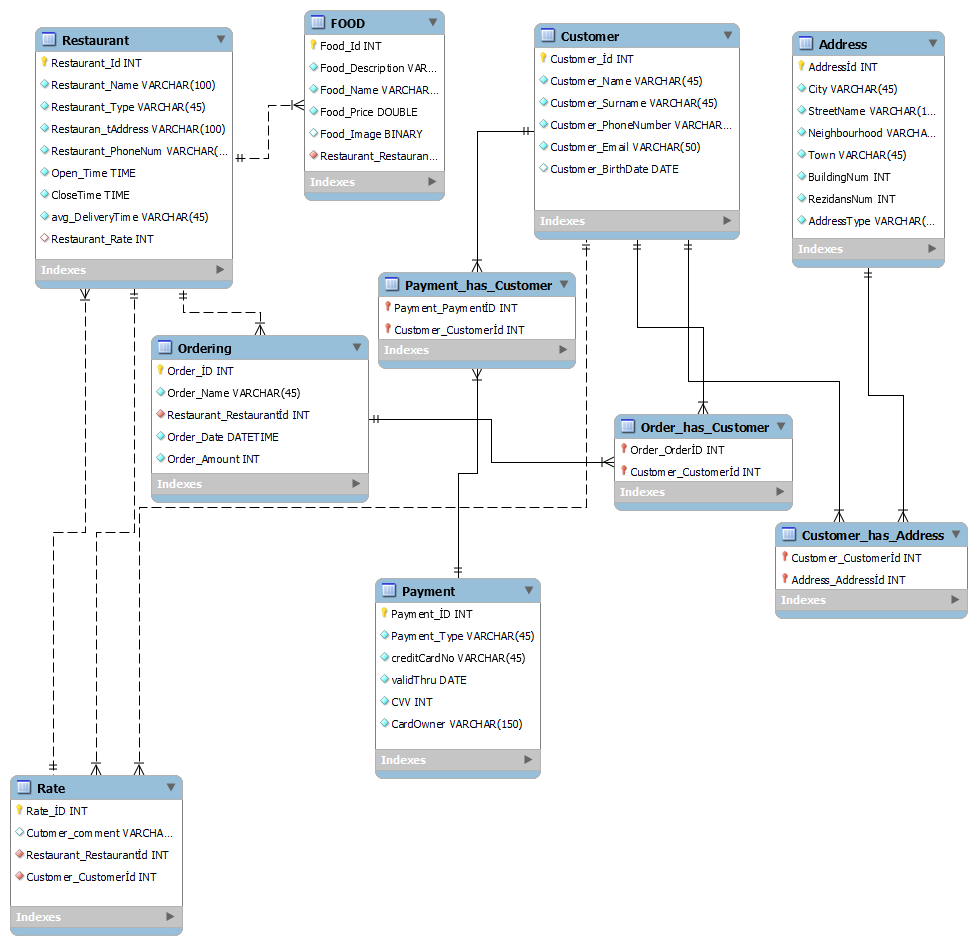 Restaurant
Restaurant_Id INT
Restaurant_Name VARCHAR(100)
Restaurant_Type VARCHAR(45)
Restauran_tAddress VARCHAR(100)
Restaurant_PhoneNum VARCHAR(...
Open_Time TIME
CloseTime TIME
avg_DeliveryTime VARCHAR(45)
Restaurant_Rate INT
Indexes
FOOD
Food_Id INT
Food_Description VAR...
Food_Name VARCHAR...
Food_Price DOUBLE
Food_Image BINARY
Restaurant_Restauran...
Indexes
Customer
Customer_İd INT
Customer_Name VARCHAR(45)
Customer_Surname VARCHAR(45)
Customer_PhoneNumber VARCHAR...
Customer_Email VARCHAR(50)
Customer_BirthDate DATE
Indexes
Address
Addressİd INT
City VARCHAR(45)
StreetName VARCHAR(1...
Neighbourhood VARCHA...
Town VARCHAR(45)
BuildingNum INT
RezidansNum INT
AddressType VARCHAR(...
Indexes
Payment_has_Customer
Payment_PaymentİD INT
Customer_Customerİd INT
Indexes
Ordering
Order_İD INT
Order_Name VARCHAR(45)
Restaurant_Restaurantİd INT
Order_Date DATETIME
Order_Amount INT
Indexes
Order_has_Customer
Order_OrderİD INT
Customer_Customerİd INT
Indexes
Customer_has_Address
Customer_Customerİd INT
Address_Addressİd INT
Indexes
Payment
Payment_İD INT
Payment_Type VARCHAR(45)
creditCardNo VARCHAR(45)
validThru DATE
CVV INT
CardOwner VARCHAR(150)
Indexes
Rate
Rate_İD INT
Cutomer_comment VARCHA...
Restaurant_Restaurantİd INT
Customer_Customerİd INT
Indexes